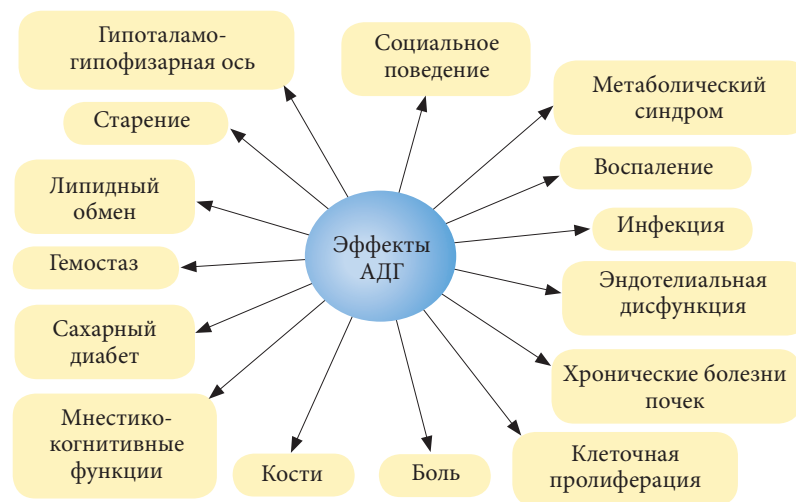 Гипоталамо-
гипофизарная ось
Социальное
поведение
Метаболический
синдром
Старение
Воспаление
Липидный
обмен
Инфекция
Эффекты
АДГ
Гемостаз
Эндотелиальная
дисфункция
Сахарный
диабет
Хронические болезни
почек
Мнестико-
когнитивные
функции
Кости
Боль
Клеточная
пролиферация